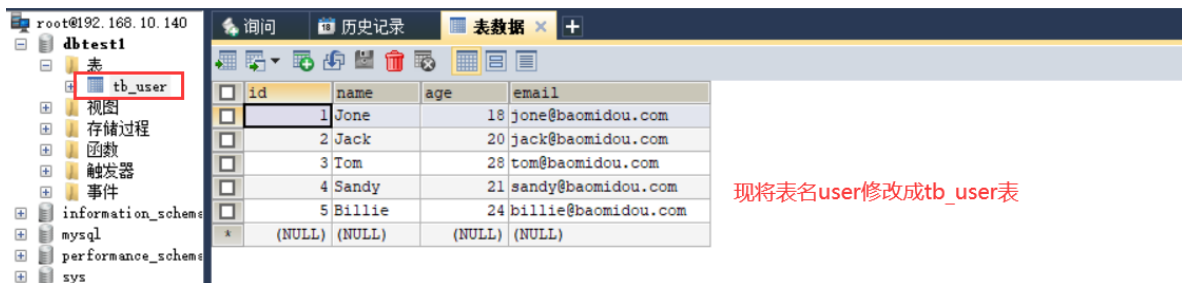 root@192.168.10.140
dbtest1
表
tb_user
视图
存储过程
函数
触发器
事件
information_schema
mysql
performance_schema
sys
询问 历史记录 表数据
id name age email
1 Jone 18 jone@baomidou.com
2 Jack 20 jack@baomidou.com
3 Tom 28 tom@baomidou.com
4 Sandy 21 sandy@baomidou.com
5 Billie 24 billie@baomidou.com
* (NULL) (NULL) (NULL) (NULL)
现将表名user修改成tb_user表